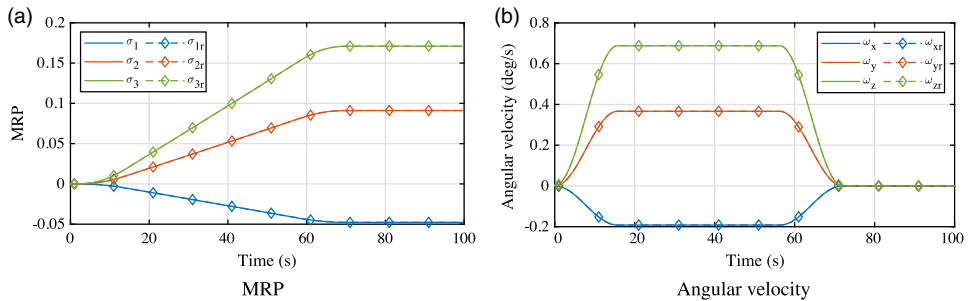 (a)
0.2
0.15
0.1
0.05
0
-0.05
MRP
σ1 σ1r
σ2 σ2r
σ3 σ3r
0 20 40 60 80 100
Time (s)
MRP
(b)
0.8
0.6
0.4
0.2
0
-0.2
Angular velocity (deg/s)
ωx ωxr
ωy ωyr
ωz ωzr
0 20 40 60 80 100
Time (s)
Angular velocity